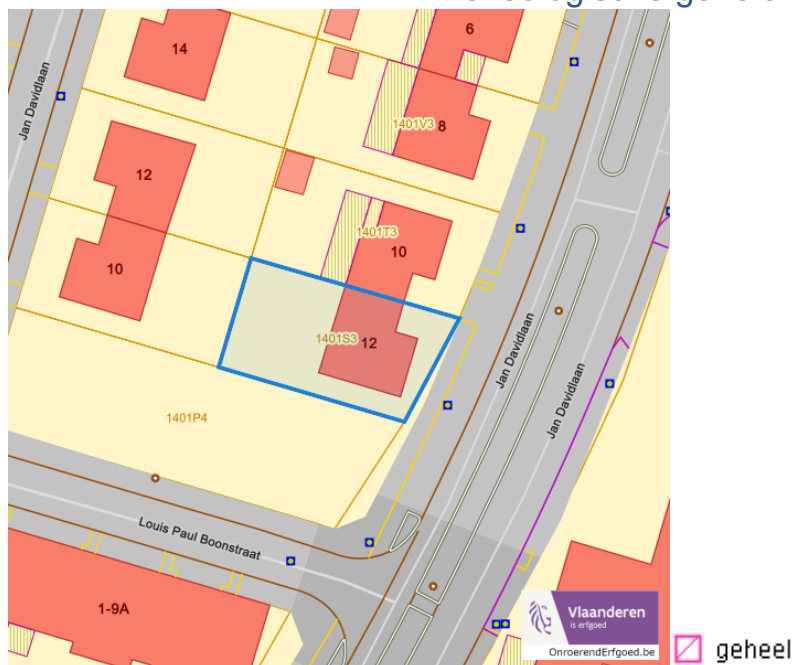 14
6
8
1401V3
Jan Davidlaan
12
10
1401T3
10
1401S3
12
Jan Davidlaan
Jan Davidlaan
1401P4
Louis Paul Boonstraat
1-9A
Vlaanderen
is erfgoed
OnroerendErfgoed.be
geheel